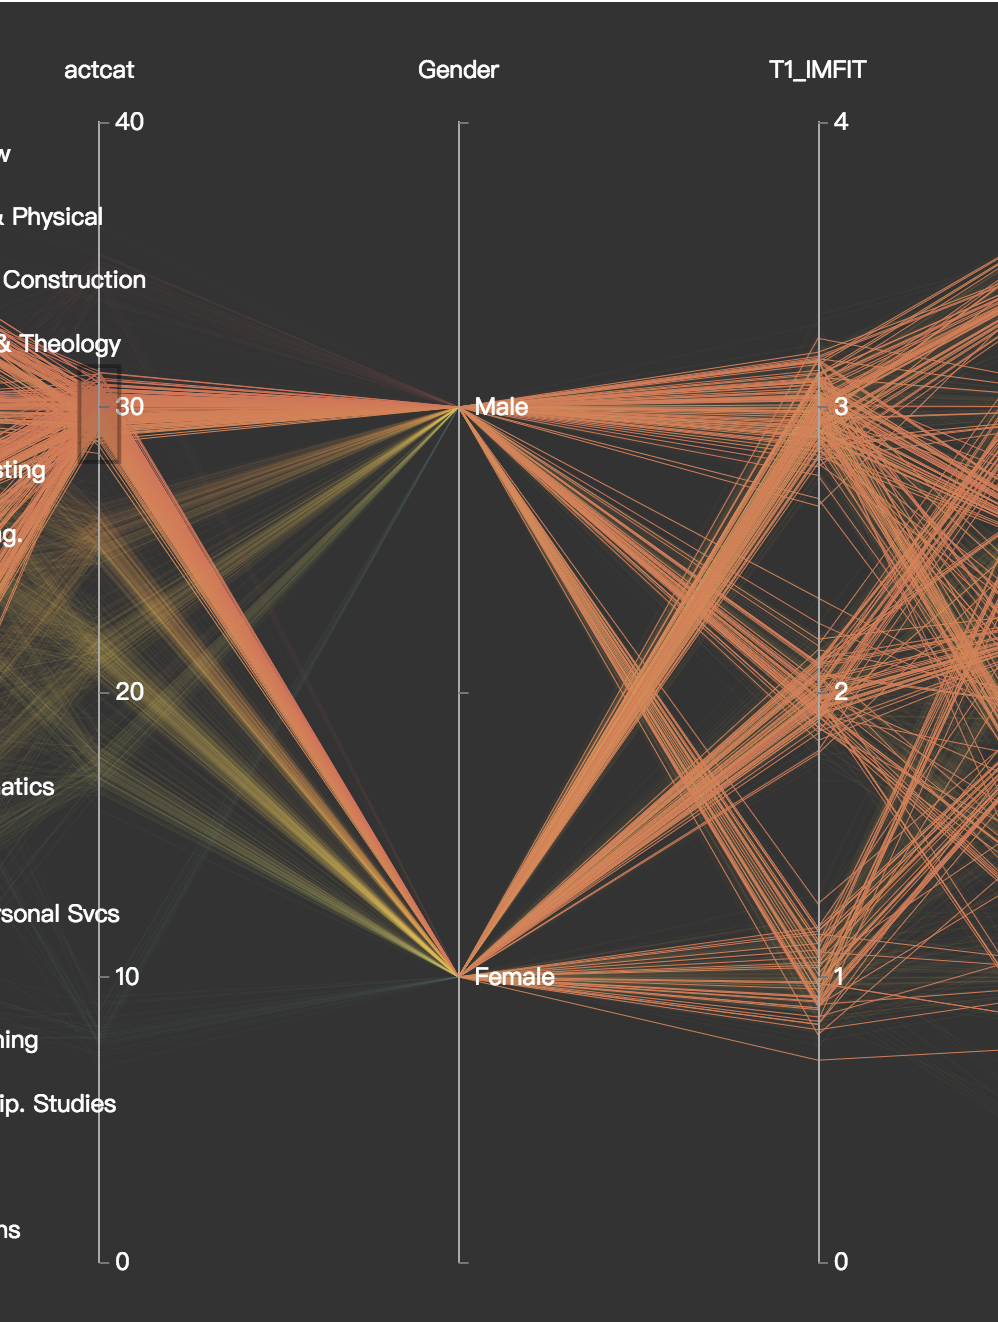 actcat Gender T1_IMFIT
40 4
w
& Physical
Construction
& Theology
30 Male 3
sting
ng.
20 2
atics
rsonal Svcs
10 Female 1
ning
ip. Studies
ns
0 0